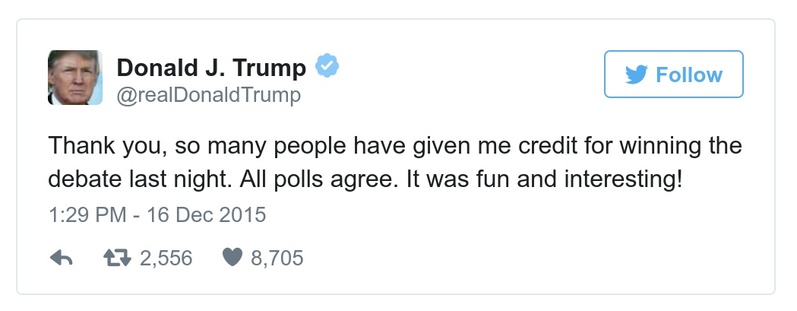 Donald J. Trump
@realDonaldTrump
Follow
Thank you, so many people have given me credit for winning the
debate last night. All polls agree. It was fun and interesting!
1:29 PM - 16 Dec 2015
2,556 8,705